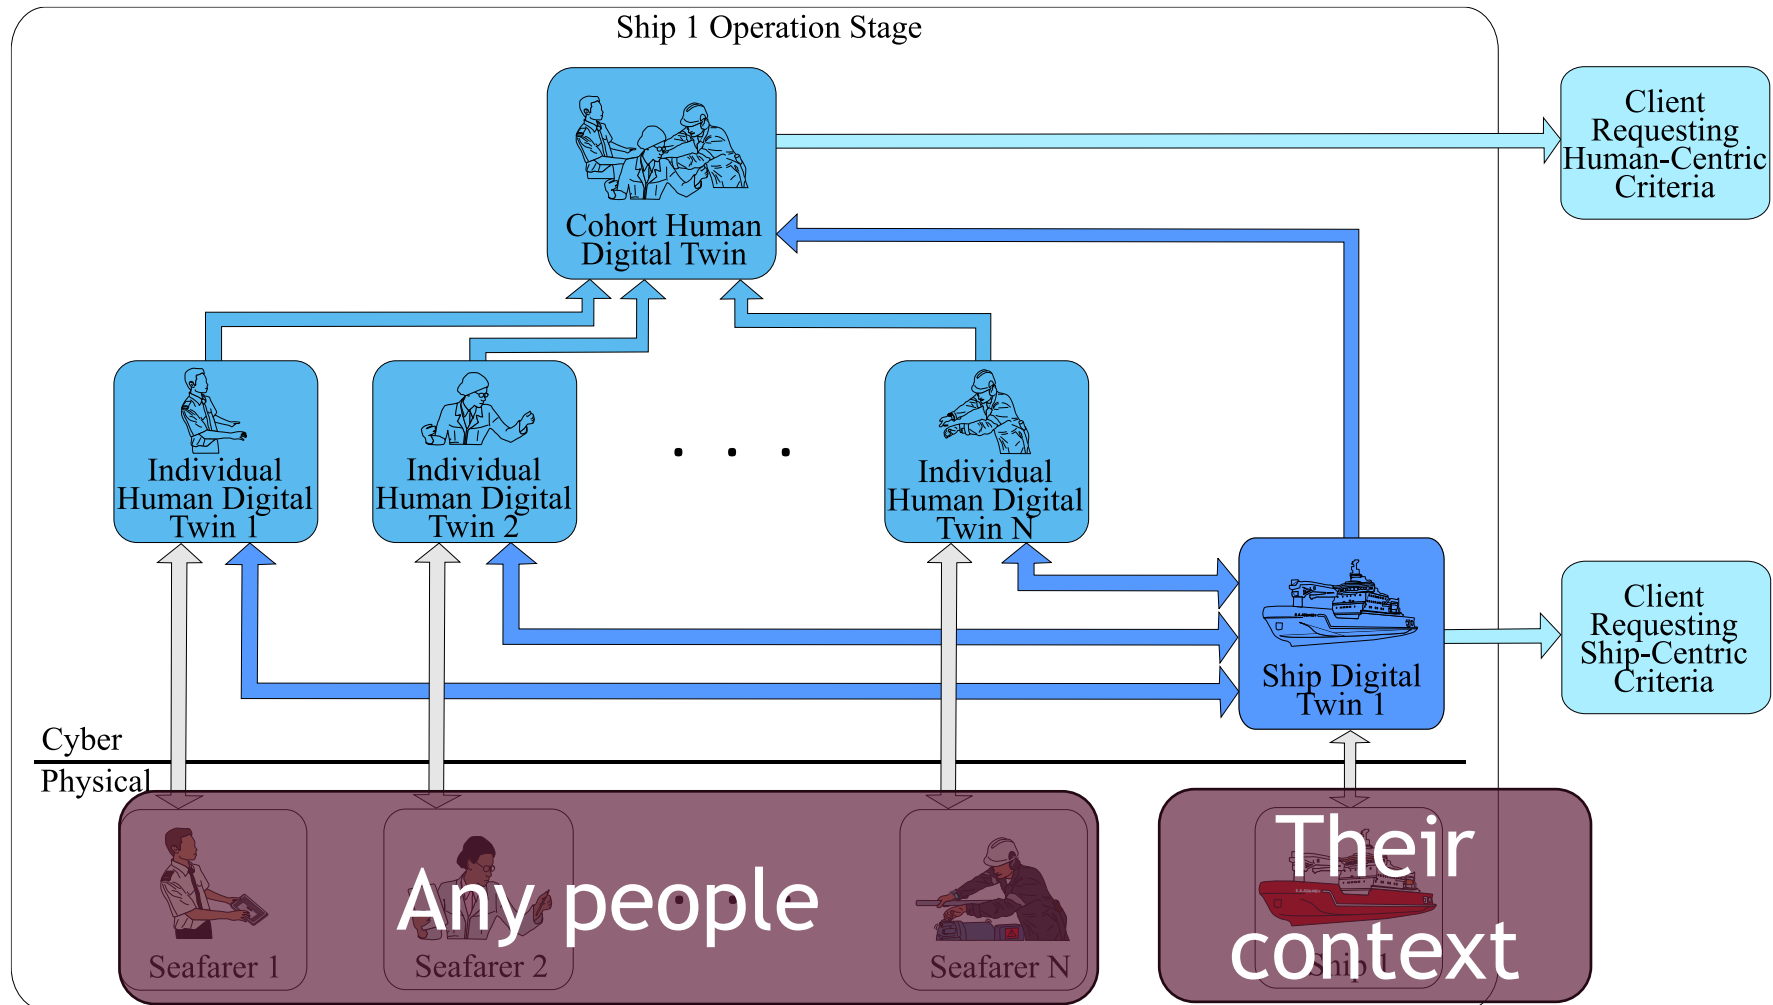 Ship 1 Operation Stage
Client
Requesting
Human-Centric
Criteria
Cohort Human
Digital Twin
Individual
Human Digital
Twin 1
Individual
Human Digital
Twin 2
. . .
Individual
Human Digital
Twin N
Ship Digital
Twin 1
Client
Requesting
Ship-Centric
Criteria
Cyber
Physical
Any people
Their
context
Seafarer 1
Seafarer 2
Seafarer N
Ship 1